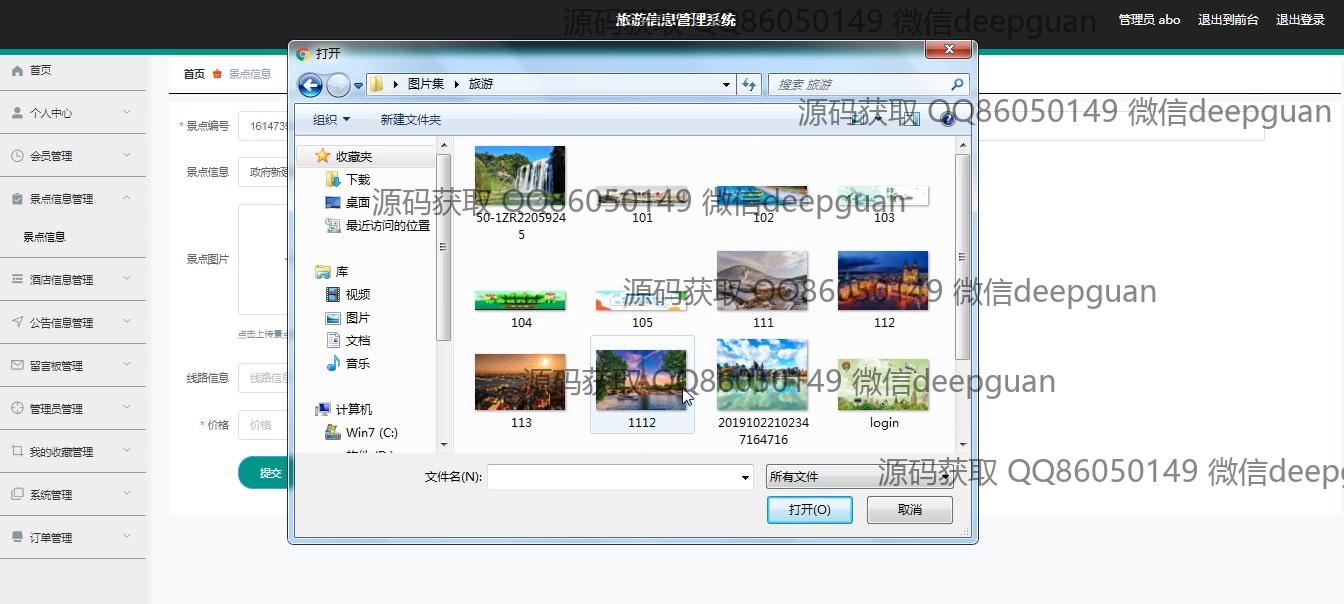 旅游信息管理系统
源码获取 QQ86050149 微信deepguan
管理员 abo 退出到前台 退出登录
打开
首页
首页 景点信息
图片集 旅游
搜索 旅游
源码获取 QQ86050149 微信deepguan
个人中心
* 景点编号
组织 新建文件夹
会员管理
景点信息
收藏夹
下载
桌面
最近访问的位置
源码获取 QQ86050149 微信deepguan
50-1ZR22059245
101
102
103
景点信息管理
景点信息
景点图片
库
视频
图片
文档
音乐
104
105
111
112
源码获取 QQ86050149 微信deepguan
酒店信息管理
公告信息管理
留言板管理
线路信息
线路信息
管理员管理
* 价格
价格
计算机
Win7 (C:)
113
1112
20191022102347164716
login
源码获取 QQ86050149 微信deepguan
我的收藏管理
提交
系统管理
文件名(N):
所有文件
源码获取 QQ86050149 微信deep
打开(O)
取消
订单管理